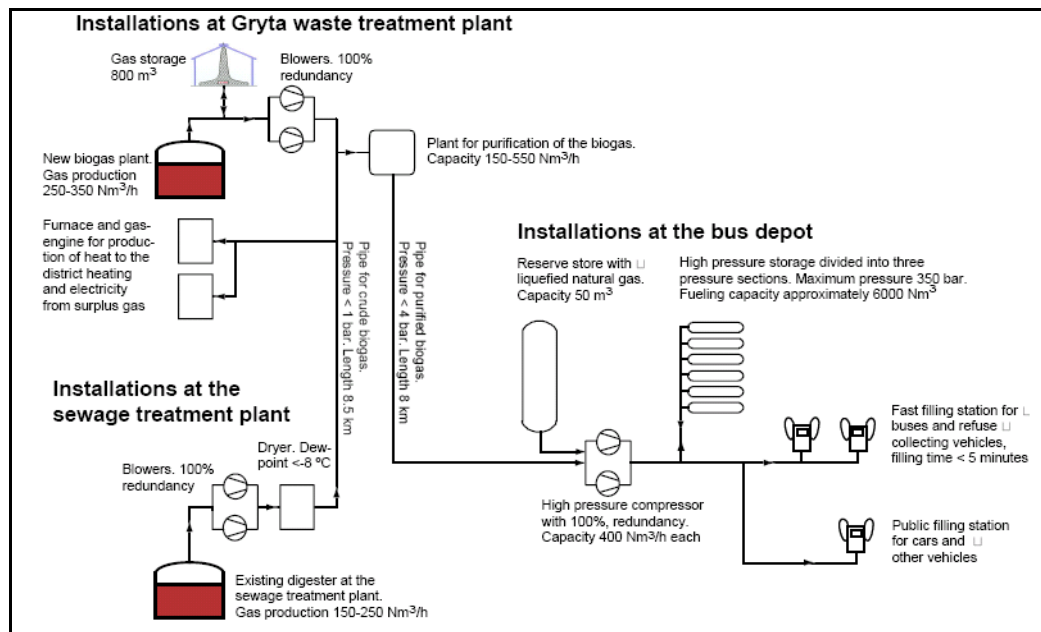 Installations at Gryta waste treatment plant
Gas storage
800 m³
Blowers. 100%
redundancy
New biogas plant.
Gas production
250-350 Nm³/h
Plant for purification of the biogas.
Capacity 150-550 Nm³/h
Furnace and gas-
engine for produc-
tion of heat to the
district heating
and electricity
from surplus gas
Pipe for crude biogas.
Pressure < 1 bar. Length 8.5 km
Pipe for purified biogas.
Pressure < 4 bar. Length 8 km
Installations at the bus depot
Reserve store with □
liquefied natural gas.
Capacity 50 m³
High pressure storage divided into three
pressure sections. Maximum pressure 350 bar.
Fueling capacity approximately 6000 Nm³
Installations at the
sewage treatment plant
Dryer. Dew-
point <-8 ºC
Blowers. 100%
redundancy
Existing digester at the
sewage treatment plant.
Gas production 150-250 Nm³/h
High pressure compressor
with 100%, redundancy.
Capacity 400 Nm³/h each
Fast filling station for □
buses and refuse □
collecting vehicles,
filling time < 5 minutes
Public filling station
for cars and □
other vehicles